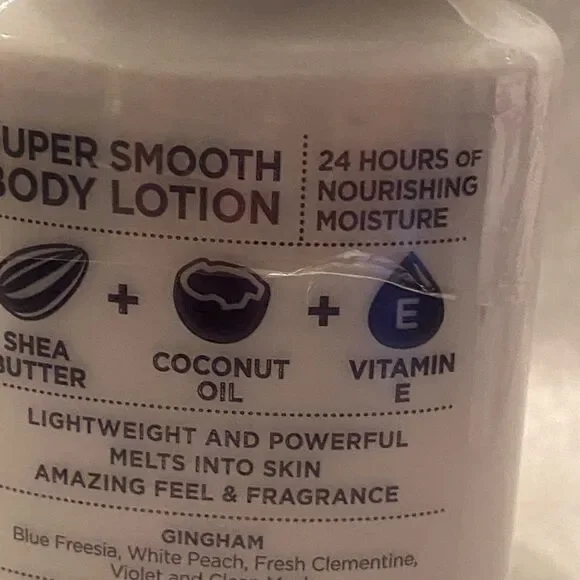 UPER SMOOTH
BODY LOTION
24 HOURS OF
NOURISHING
MOISTURE
SHEA
BUTTER
+
COCONUT
OIL
+
E
VITAMIN
E
LIGHTWEIGHT AND POWERFUL
MELTS INTO SKIN
AMAZING FEEL & FRAGRANCE
GINGHAM
Blue Freesia, White Peach, Fresh Clementine,
Violet and Clean